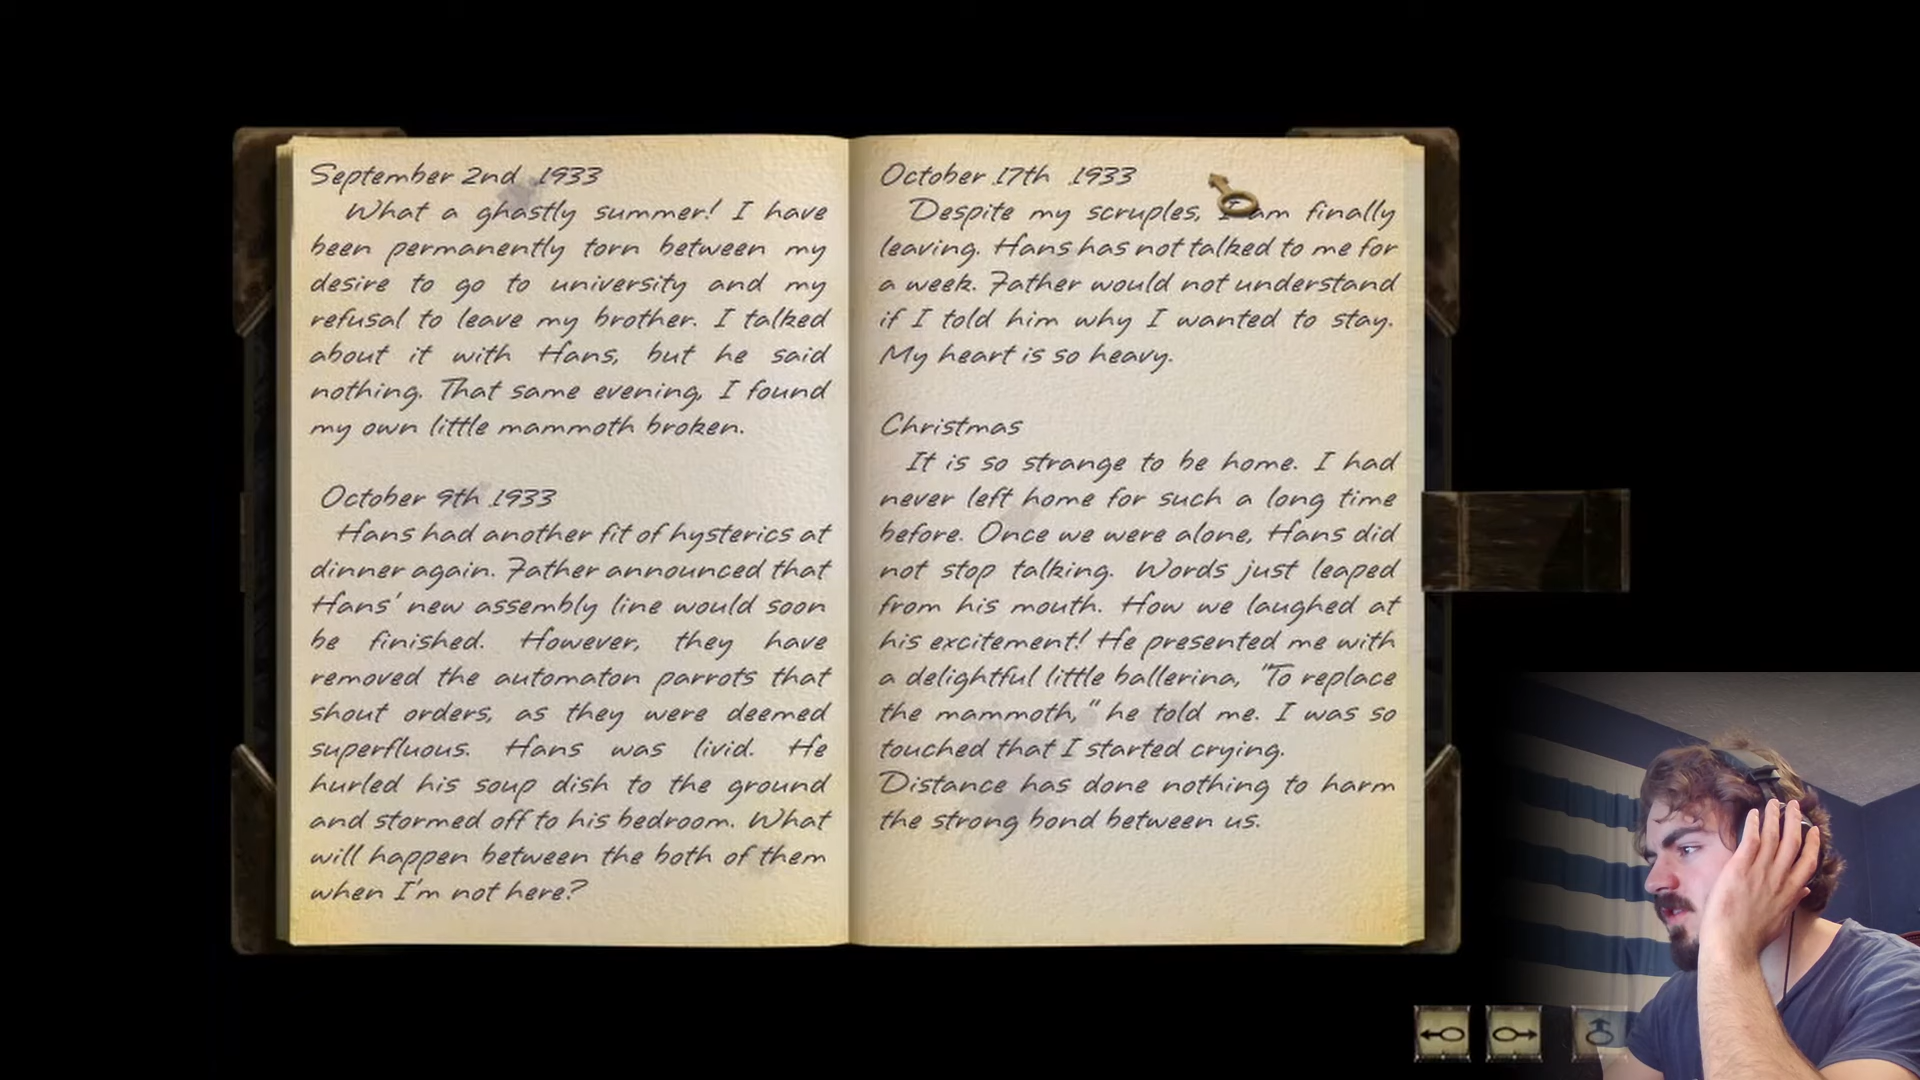 September 2nd 1933
What a ghastly summer! I have
been permanently torn between my
desire to go to university and my
refusal to leave my brother. I talked
about it with Hans, but he said
nothing. That same evening, I found
my own little mammoth broken.
October 9th 1933
Hans had another fit of hysterics at
dinner again. Father announced that
Hans' new assembly line would soon
be finished. However, they have
removed the automaton parrots that
shout orders, as they were deemed
superfluous. Hans was livid. He
hurled his soup dish to the ground
and stormed off to his bedroom. What
will happen between the both of them
when I'm not here?
October 17th 1933
Despite my scruples, I am finally
leaving. Hans has not talked to me for
a week. Father would not understand
if I told him why I wanted to stay.
My heart is so heavy.
Christmas
It is so strange to be home. I had
never left home for such a long time
before. Once we were alone, Hans did
not stop talking. Words just leaped
from his mouth. How we laughed at
his excitement! He presented me with
a delightful little ballerina, "To replace
the mammoth," he told me. I was so
touched that I started crying.
Distance has done nothing to harm
the strong bond between us.